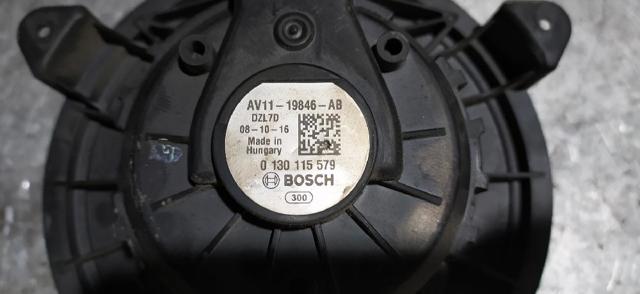 AV11-19846-AB
DZL7D
08-10-16
Made in
Hungary
0 130 115 579
BOSCH
300